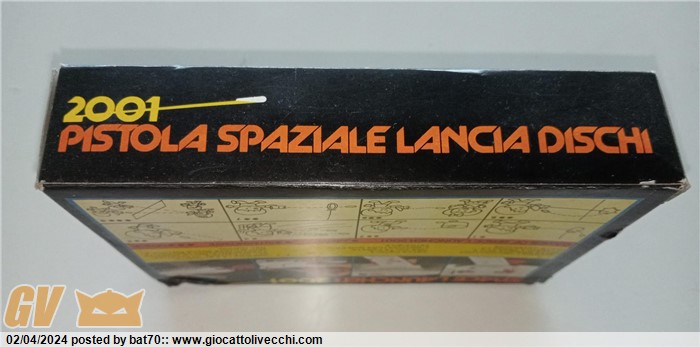 2001
PISTOLA SPAZIALE LANCIA DISCHI
GV
02/04/2024 posted by bat70:: www.giocattolivecchi.com